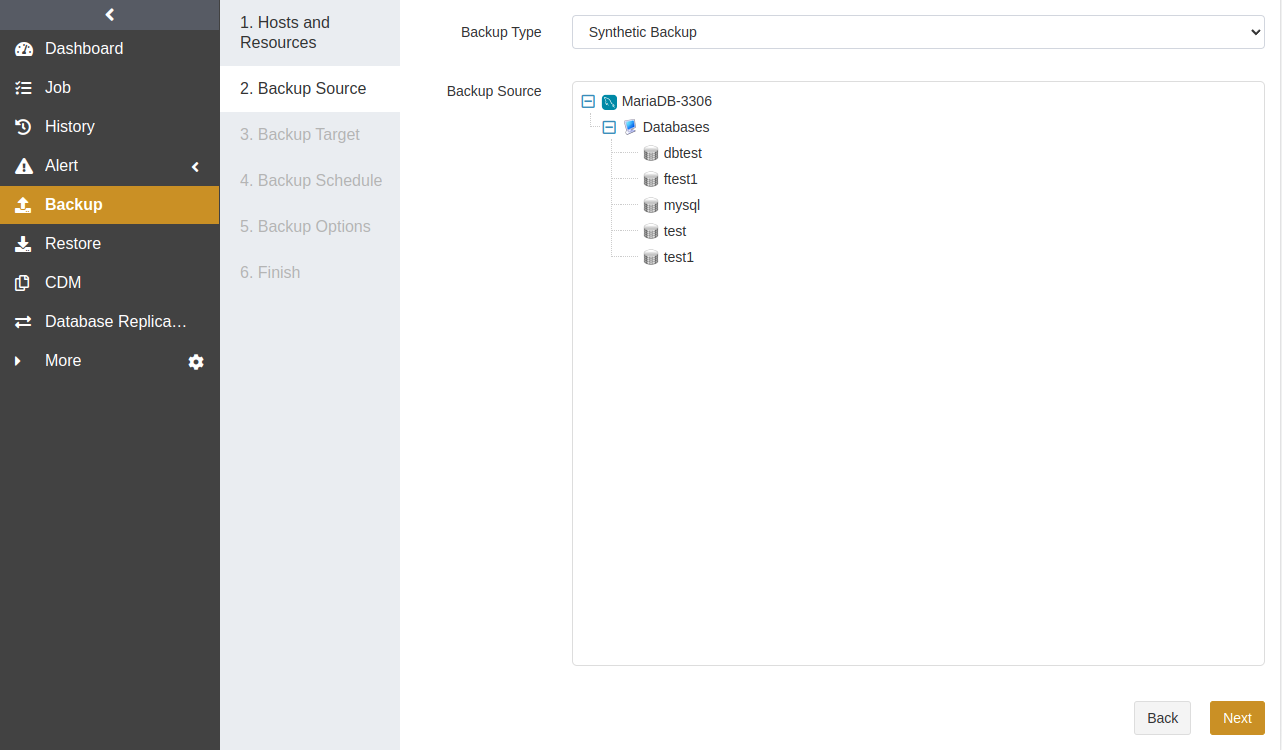 Dashboard
Job
History
Alert
Backup
Restore
CDM
Database Replica…
More
1. Hosts and
Resources
2. Backup Source
3. Backup Target
4. Backup Schedule
5. Backup Options
6. Finish
Backup Type
Synthetic Backup
Backup Source
MariaDB-3306
Databases
dbtest
ftest1
mysql
test
test1
Back
Next